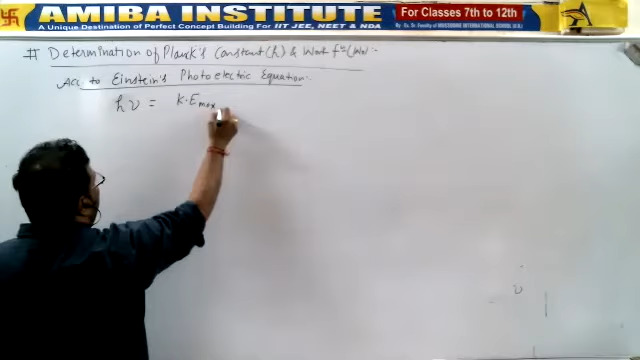 AMIBA INSTITUTE
A Unique Destination of Perfect Concept Building For IIT JEE, NEET & NDA
For Classes 7th to 12th
# Determination of Planck's Constant (h) & Work fⁿ (W₀) :-
Acc. to Einstein's Photoelectric Equation:-
hν = K.E max
ν